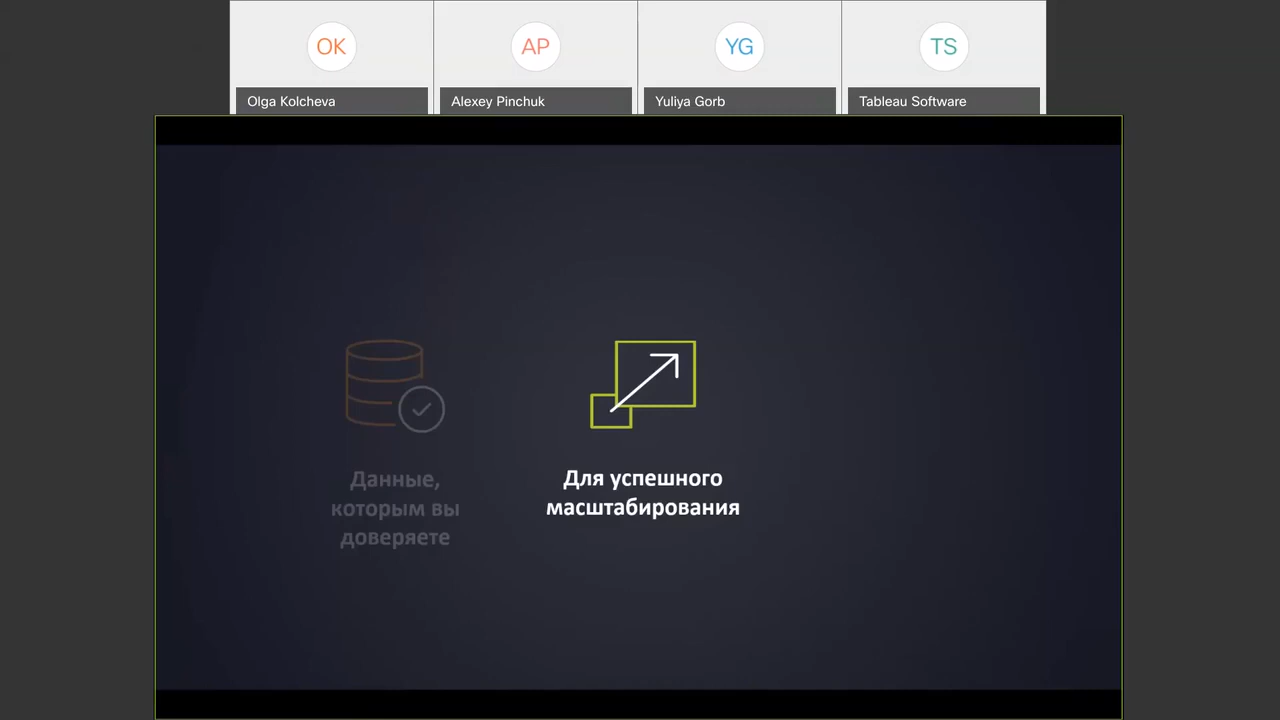 OK
AP
YG
TS
Olga Kolcheva
Alexey Pinchuk
Yuliya Gorb
Tableau Software
Данные,
которым вы
доверяете
Для успешного
масштабирования